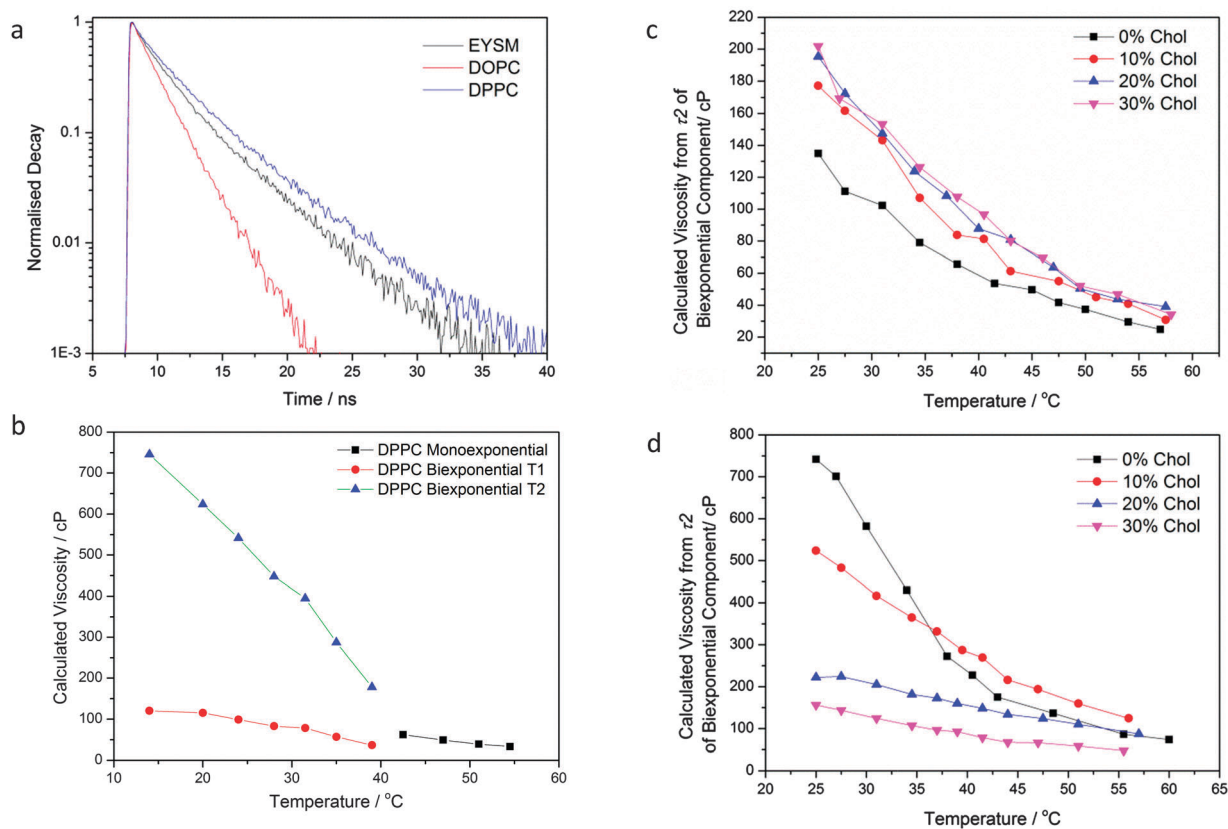 a
EYSM
DOPC
DPPC
Normalised Decay
1
0.1
0.01
1E-3
5 10 15 20 25 30 35 40
Time / ns
b
DPPC Monoexponential
DPPC Biexponential T1
DPPC Biexponential T2
Calculated Viscosity / cP
800
700
600
500
400
300
200
100
0
10 20 30 40 50 60
Temperature / °C
c
0% Chol
10% Chol
20% Chol
30% Chol
Calculated Viscosity from τ2 of
Biexponential Component/ cP
220
200
180
160
140
120
100
80
60
40
20
20 25 30 35 40 45 50 55 60
Temperature / °C
d
0% Chol
10% Chol
20% Chol
30% Chol
Calculated Viscosity from τ2
of Biexponential Component/ cP
800
700
600
500
400
300
200
100
0
20 25 30 35 40 45 50 55 60 65
Temperature / °C